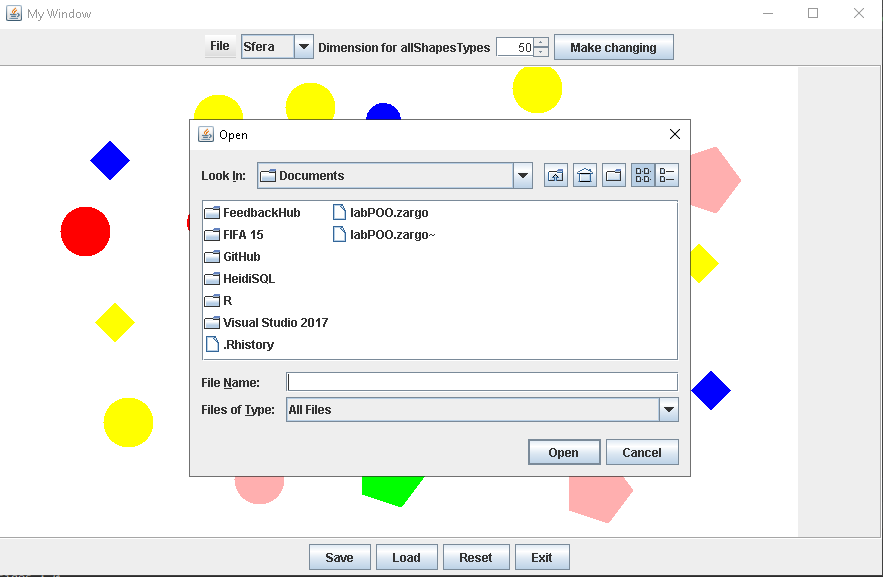 My Window
File Sfera Dimension for allShapesTypes 50 Make changing
Open
Look In: Documents
FeedbackHub labPOO.zargo
FIFA 15 labPOO.zargo~
GitHub
HeidiSQL
R
Visual Studio 2017
.Rhistory
File Name:
Files of Type: All Files
Open Cancel
Save Load Reset Exit